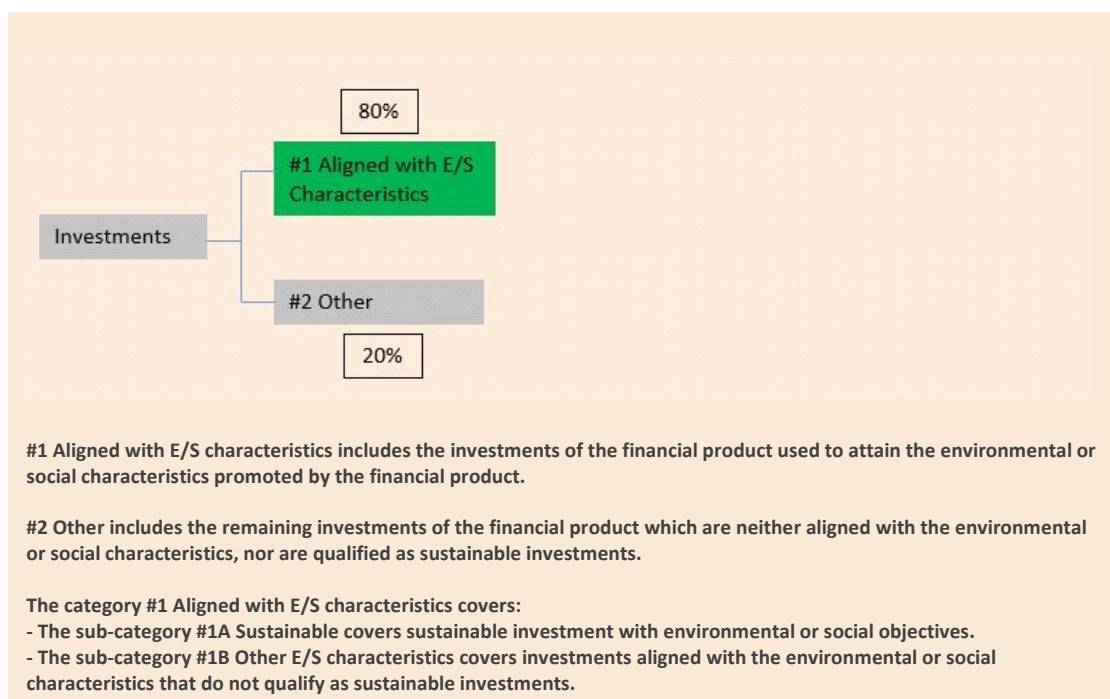 80%
#1 Aligned with E/S
Characteristics
Investments
#2 Other
20%
#1 Aligned with E/S characteristics includes the investments of the financial product used to attain the environmental or
social characteristics promoted by the financial product.
#2 Other includes the remaining investments of the financial product which are neither aligned with the environmental
or social characteristics, nor are qualified as sustainable investments.
The category #1 Aligned with E/S characteristics covers:
- The sub-category #1A Sustainable covers sustainable investment with environmental or social objectives.
- The sub-category #1B Other E/S characteristics covers investments aligned with the environmental or social
characteristics that do not qualify as sustainable investments.